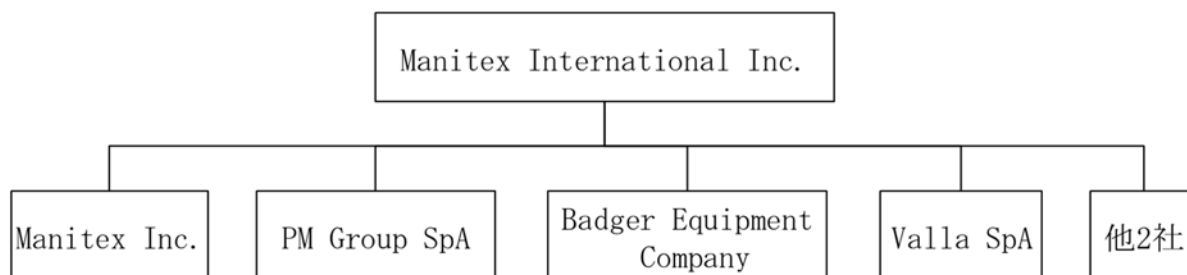 Manitex International Inc.
Manitex Inc.
PM Group SpA
Badger Equipment
Company
Valla SpA
他2社